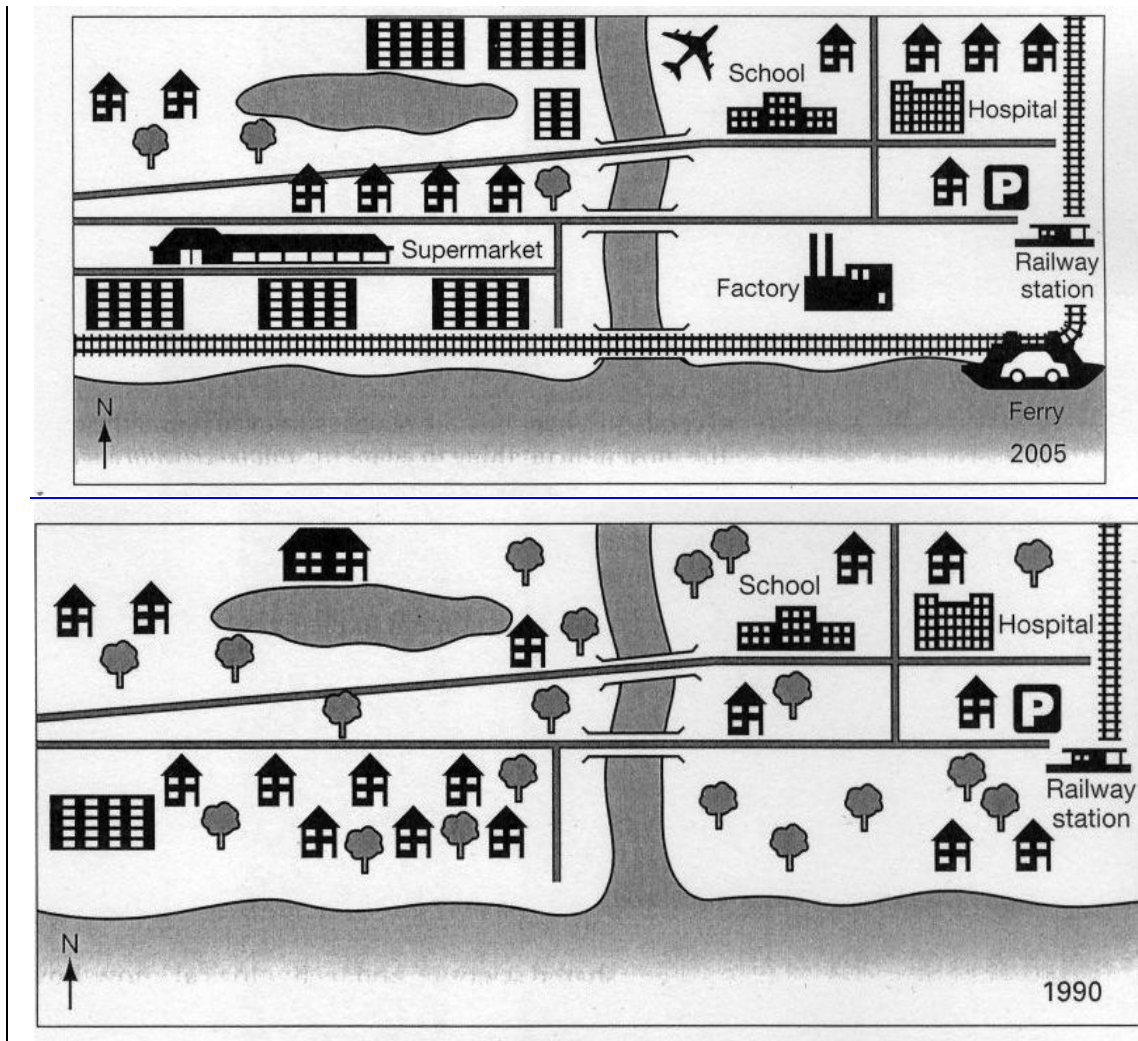 School
Hospital
P
Supermarket
Factory
Railway
station
N
Ferry
2005
School
Hospital
P
Railway
station
N
1990